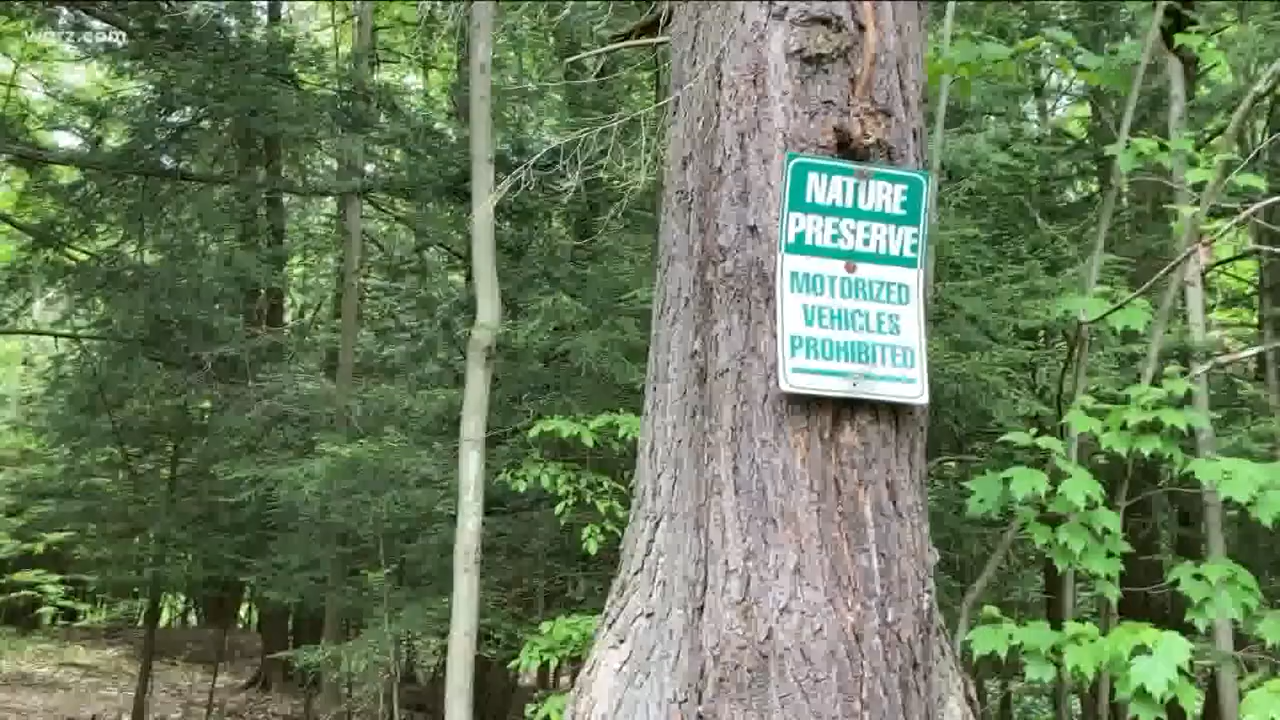 wgrz.com
NATURE
PRESERVE
MOTORIZED
VEHICLES
PROHIBITED